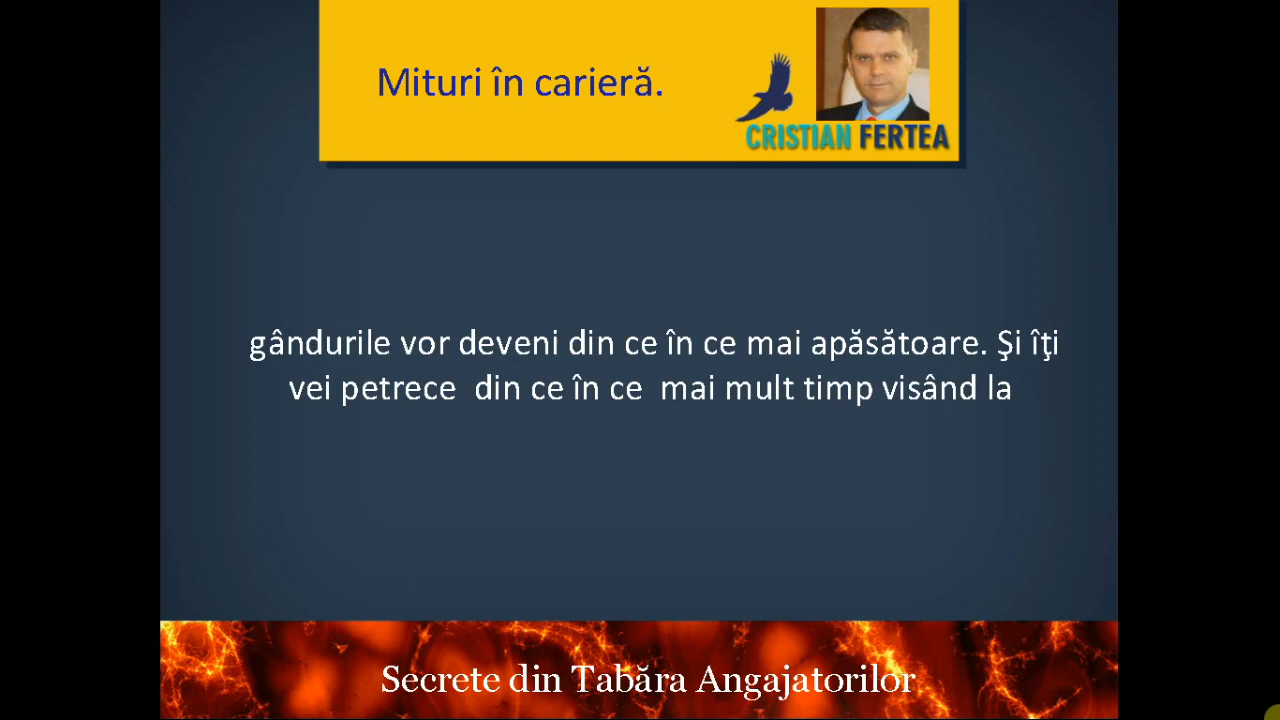 Mituri în carieră.
CRISTIAN FERTEA
gândurile vor deveni din ce în ce mai apăsătoare. Şi îţi
vei petrece din ce în ce mai mult timp visând la
Secrete din Tabăra Angajatorilor